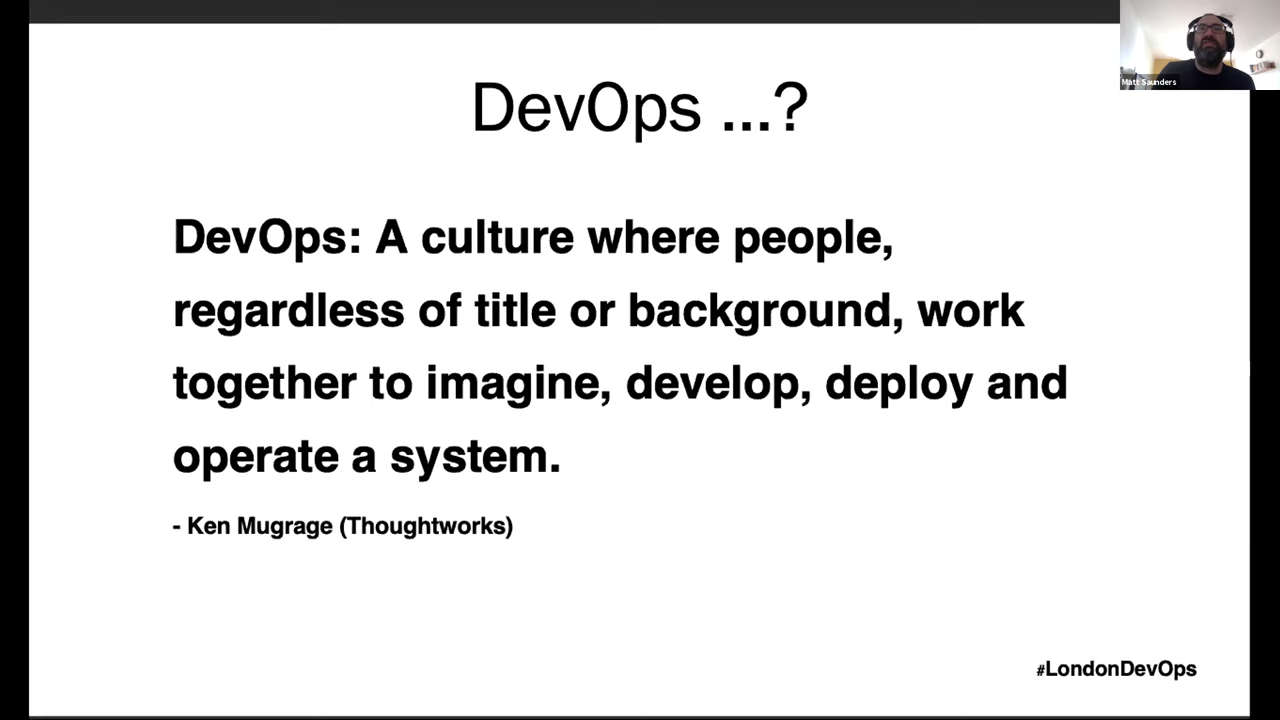 Matt Saunders
DevOps ...?
DevOps: A culture where people,
regardless of title or background, work
together to imagine, develop, deploy and
operate a system.
- Ken Mugrage (Thoughtworks)
#LondonDevOps